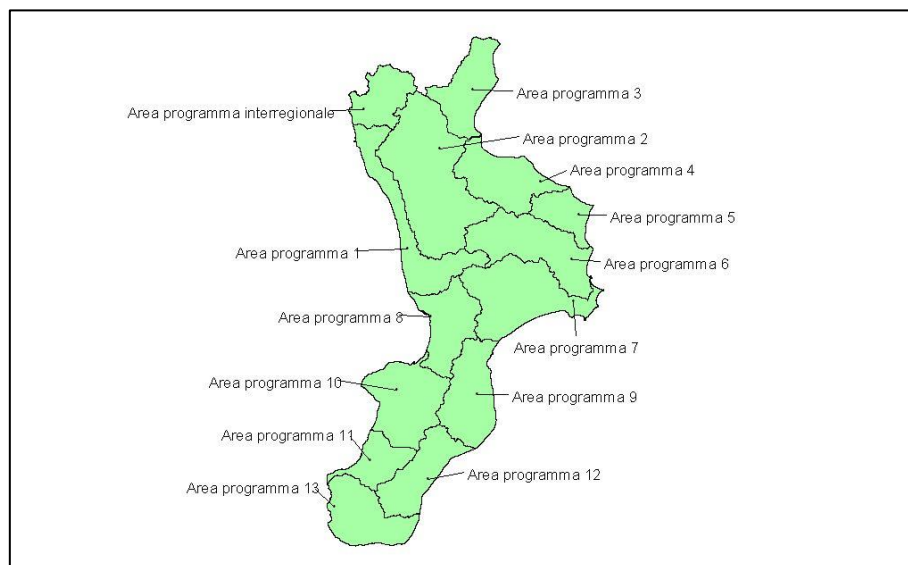 Area programma 3
Area programma interregionale
Area programma 2
Area programma 4
Area programma 5
Area programma 1
Area programma 6
Area programma 8
Area programma 7
Area programma 10
Area programma 9
Area programma 11
Area programma 12
Area programma 13